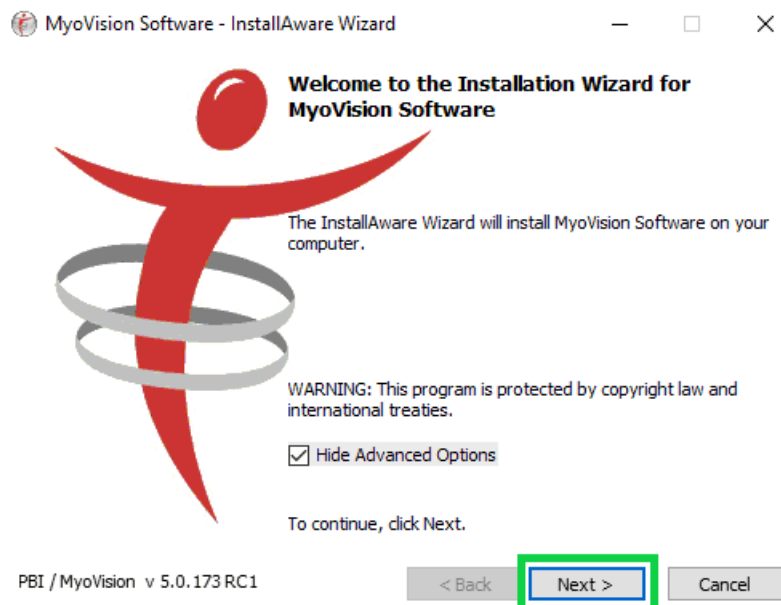 MyoVision Software - InstallAware Wizard
Welcome to the Installation Wizard for
MyoVision Software
The InstallAware Wizard will install MyoVision Software on your
computer.
WARNING: This program is protected by copyright law and
international treaties.
Hide Advanced Options
To continue, click Next.
PBI / MyoVision v 5.0.173 RC1
< Back
Next >
Cancel